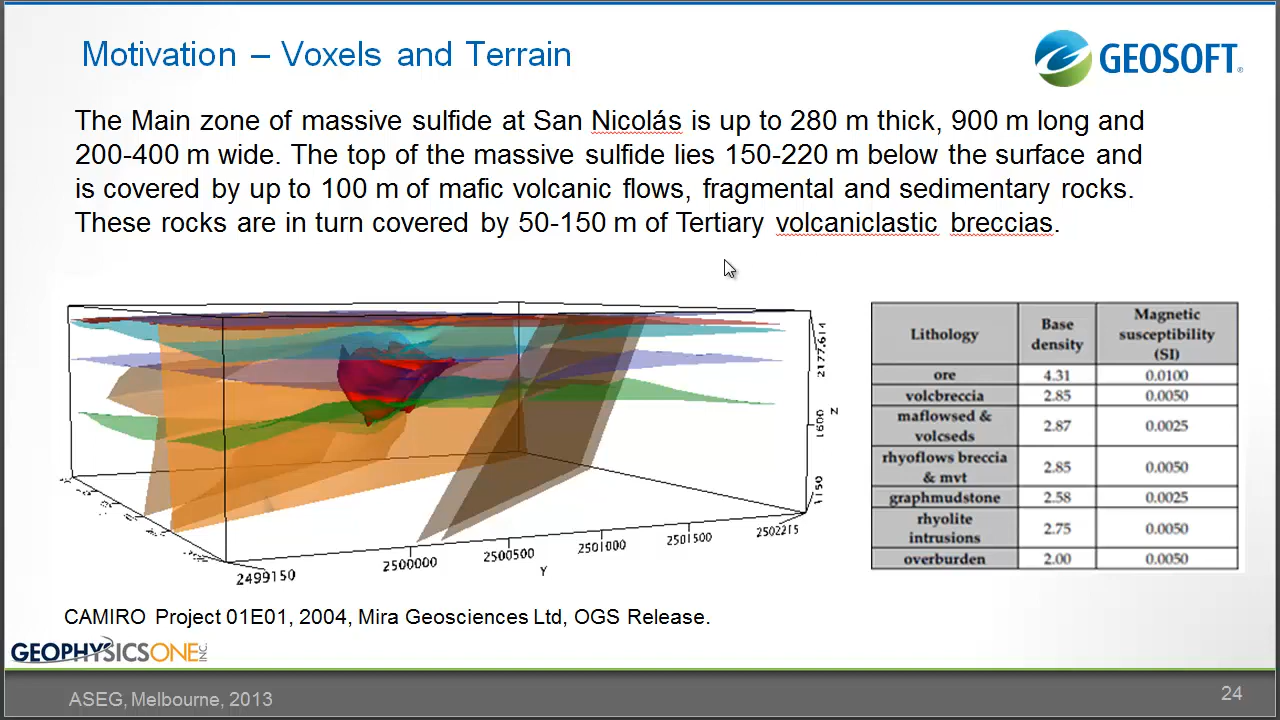 Motivation – Voxels and Terrain
GEOSOFT®
The Main zone of massive sulfide at San Nicolás is up to 280 m thick, 900 m long and
200-400 m wide. The top of the massive sulfide lies 150-220 m below the surface and
is covered by up to 100 m of mafic volcanic flows, fragmental and sedimentary rocks.
These rocks are in turn covered by 50-150 m of Tertiary volcaniclastic breccias.
2177.614
Z
1600
1150
2499150
2500000
2500500
2501000
2501500
2502215
Y
Lithology Base density Magnetic susceptibility (SI)
ore 4.31 0.0100
volcbreccia 2.85 0.0050
maflowsed & volcseds 2.87 0.0025
rhyoflows breccia & mvt 2.85 0.0050
graphmudstone 2.58 0.0025
rhyolite intrusions 2.75 0.0050
overburden 2.00 0.0050
CAMIRO Project 01E01, 2004, Mira Geosciences Ltd, OGS Release.
GEOPHYSICSONE INC.
ASEG, Melbourne, 2013
24